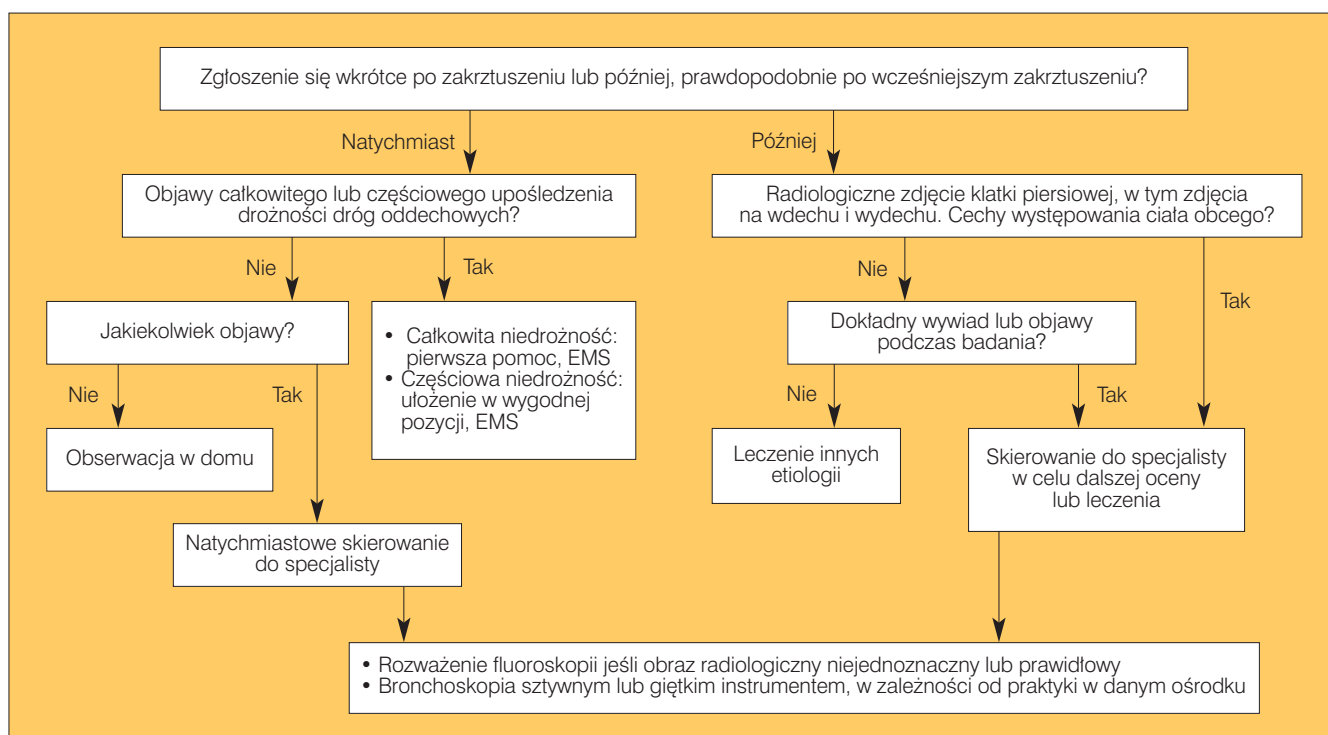 Zgłoszenie się wkrótce po zakrztuszeniu lub później, prawdopodobnie po wcześniejszym zakrztuszeniu?
Natychmiast
Później
Objawy całkowitego lub częściowego upośledzenia
drożności dróg oddechowych?
Radiologiczne zdjęcie klatki piersiowej, w tym zdjęcia
na wdechu i wydechu. Cechy występowania ciała obcego?
Nie
Tak
Nie
Tak
Jakiekolwiek objawy?
• Całkowita niedrożność:
pierwsza pomoc, EMS
• Częściowa niedrożność:
ułożenie w wygodnej
pozycji, EMS
Dokładny wywiad lub objawy
podczas badania?
Nie
Tak
Nie
Tak
Obserwacja w domu
Leczenie innych
etiologii
Skierowanie do specjalisty
w celu dalszej oceny
lub leczenia
Natychmiastowe skierowanie
do specjalisty
• Rozważenie fluoroskopii jeśli obraz radiologiczny niejednoznaczny lub prawidłowy
• Bronchoskopia sztywnym lub giętkim instrumentem, w zależności od praktyki w danym ośrodku